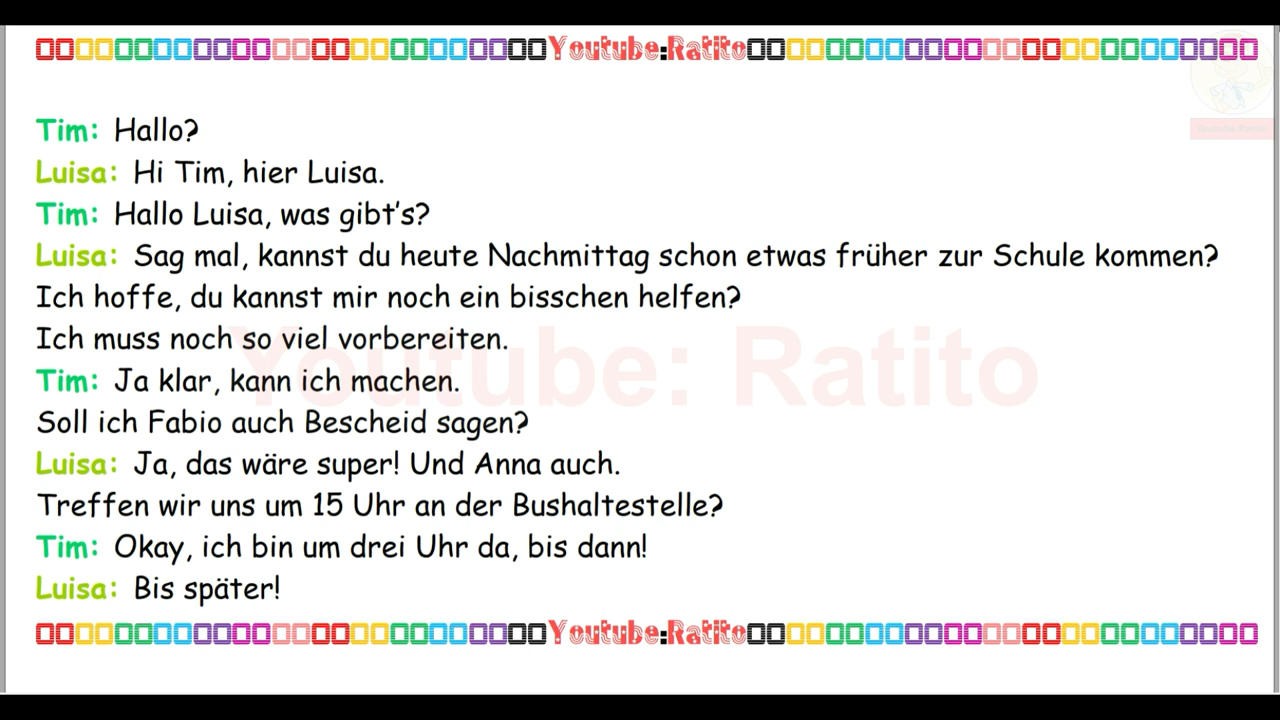 Youtube:Ratito
Tim: Hallo?
Luisa: Hi Tim, hier Luisa.
Tim: Hallo Luisa, was gibt's?
Luisa: Sag mal, kannst du heute Nachmittag schon etwas früher zur Schule kommen?
Ich hoffe, du kannst mir noch ein bisschen helfen?
Ich muss noch so viel vorbereiten.
Youtube: Ratito
Tim: Ja klar, kann ich machen.
Soll ich Fabio auch Bescheid sagen?
Luisa: Ja, das wäre super! Und Anna auch.
Treffen wir uns um 15 Uhr an der Bushaltestelle?
Tim: Okay, ich bin um drei Uhr da, bis dann!
Luisa: Bis später!
Youtube:Ratito